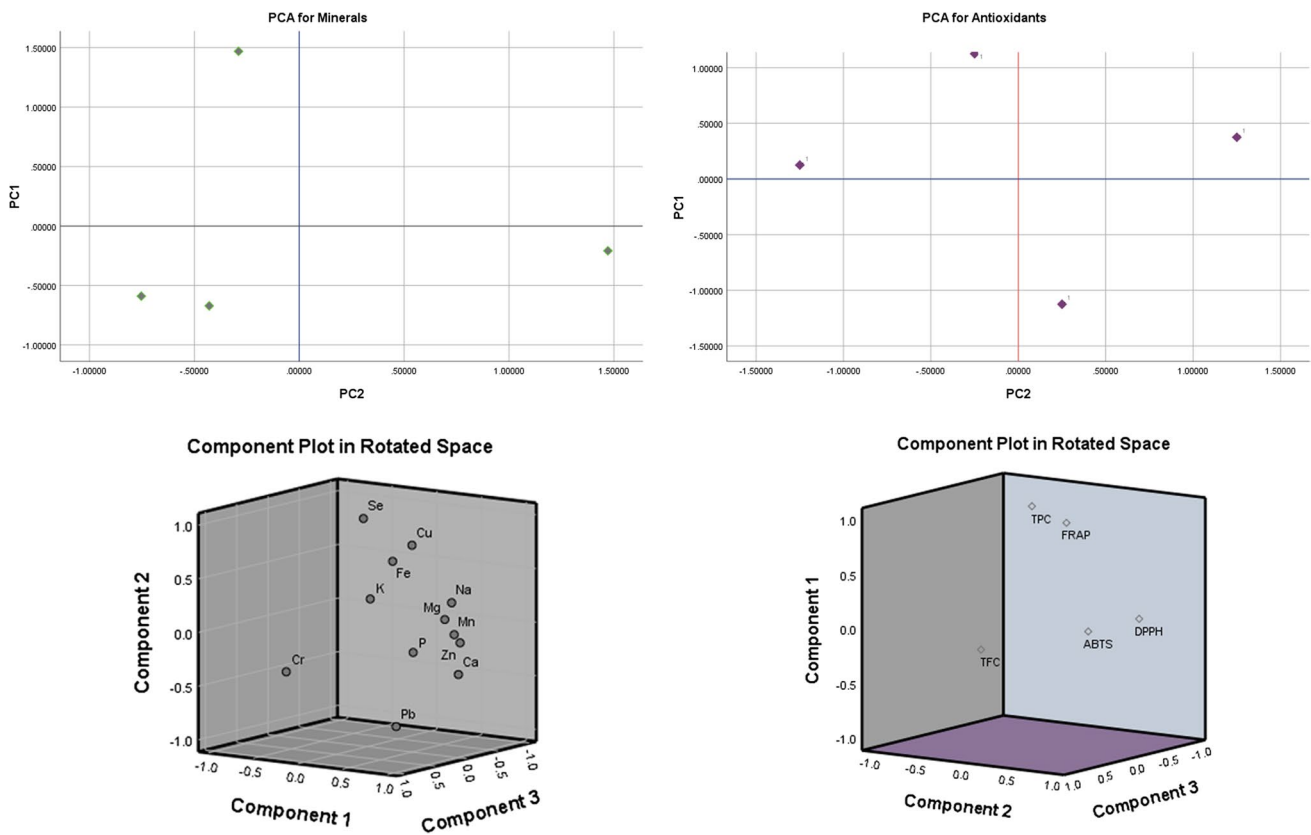 PCA for Minerals
1.50000
1.00000
.50000
.00000
-.50000
-1.00000
PC1
-1.00000 -.50000 .00000 .50000 1.00000 1.50000
PC2
PCA for Antioxidants
1.00000
.50000
.00000
-.50000
-1.00000
-1.50000
PC1
1
1
1
1
-1.50000 -1.00000 -.50000 .00000 .50000 1.00000 1.50000
PC2
Component Plot in Rotated Space
Component 2
1.0
0.5
0.0
-0.5
-1.0
Se
Cu
Fe
K
Na
Mg
Mn
P
Zn
Ca
Cr
Pb
-1.0 -0.5 0.0 0.5 1.0
Component 1
1.0 0.5 0.0 -0.5 -1.0
Component 3
Component Plot in Rotated Space
Component 1
1.0
0.5
0.0
-0.5
-1.0
TPC
FRAP
DPPH
ABTS
TFC
-1.0 -0.5 0.0 0.5 1.0
Component 2
1.0 0.5 0.0 -0.5 -1.0
Component 3